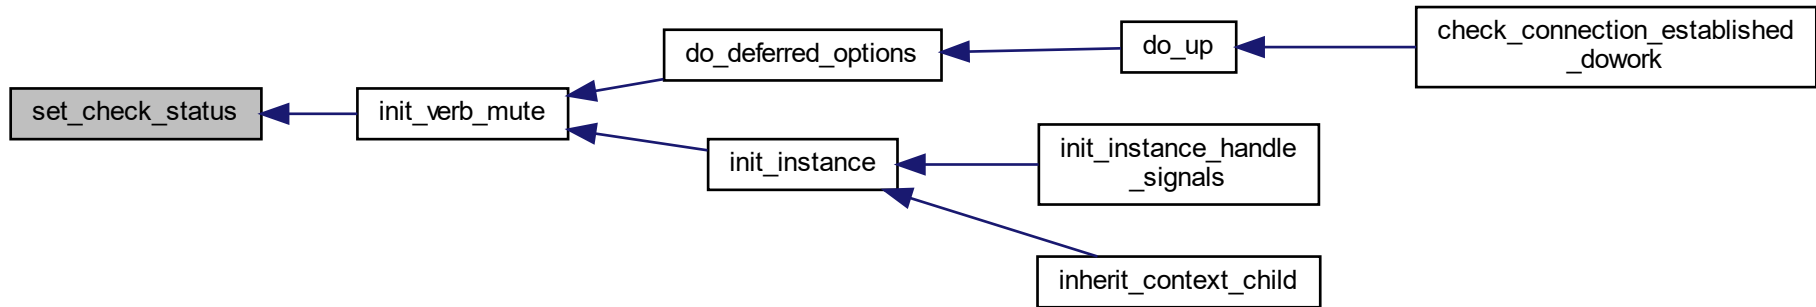 set_check_status
init_verb_mute
do_deferred_options
do_up
check_connection_established
_dowork
init_instance
init_instance_handle
_signals
inherit_context_child